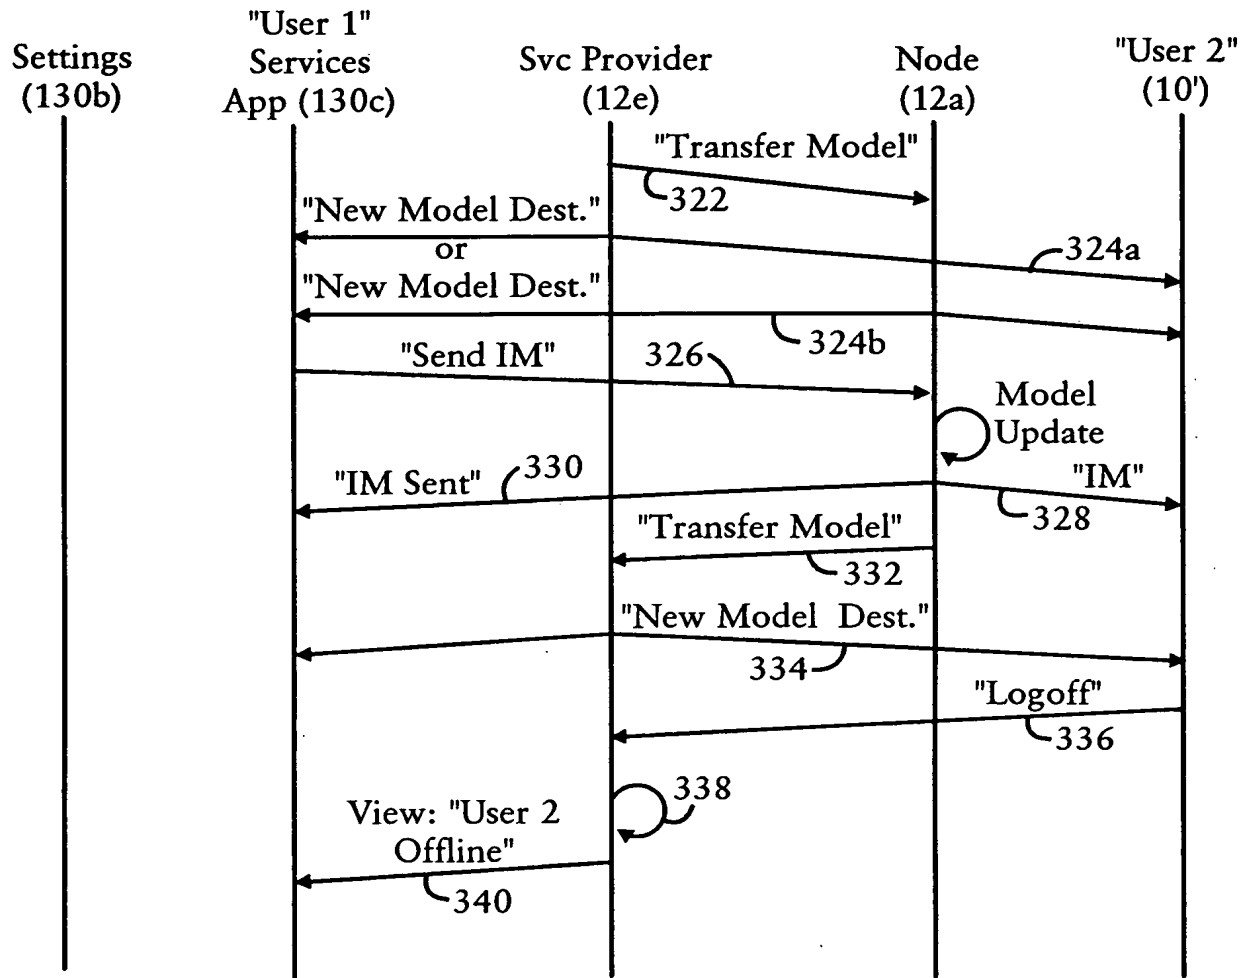 Settings
(130b)
"User 1"
Services
App (130c)
Svc Provider
(12e)
Node
(12a)
"User 2"
(10')
"Transfer Model"
322
"New Model Dest."
or
324a
"New Model Dest."
324b
"Send IM"
326
Model
Update
"IM Sent"
330
"IM"
328
"Transfer Model"
332
"New Model Dest."
334
"Logoff"
336
338
View: "User 2
Offline"
340